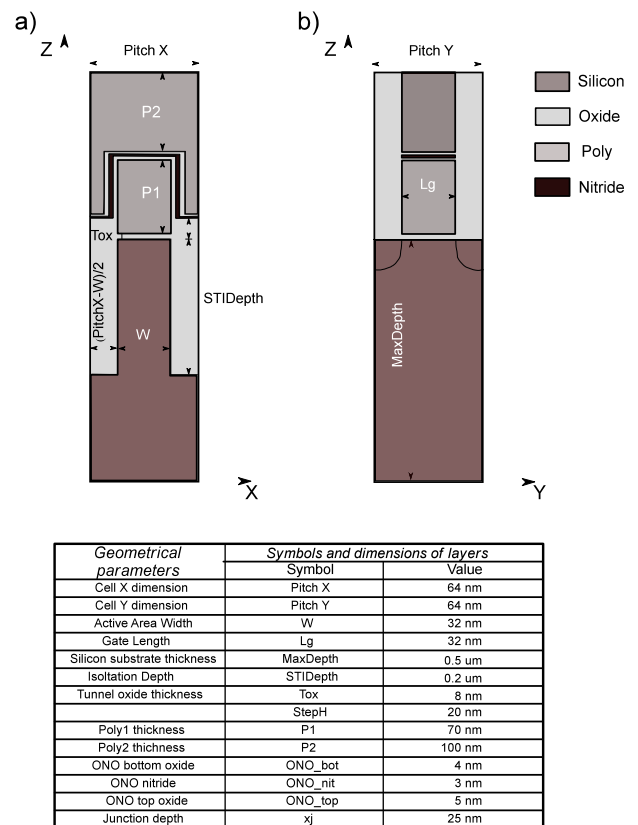 a)
b)
Z
Pitch X
Z
Pitch Y
Silicon
Oxide
Poly
Nitride
P2
P1
Lg
Tox
(PitchX-W)/2
STIDepth
W
MaxDepth
X
Y
Geometrical parameters
Symbols and dimensions of layers
Symbol Value
Cell X dimension Pitch X 64 nm
Cell Y dimension Pitch Y 64 nm
Active Area Width W 32 nm
Gate Length Lg 32 nm
Silicon substrate thickness MaxDepth 0.5 um
Isoltation Depth STIDepth 0.2 um
Tunnel oxide thickness Tox 8 nm
StepH 20 nm
Poly1 thickness P1 70 nm
Poly2 thichness P2 100 nm
ONO bottom oxide ONO_bot 4 nm
ONO nitride ONO_nit 3 nm
ONO top oxide ONO_top 5 nm
Junction depth xj 25 nm